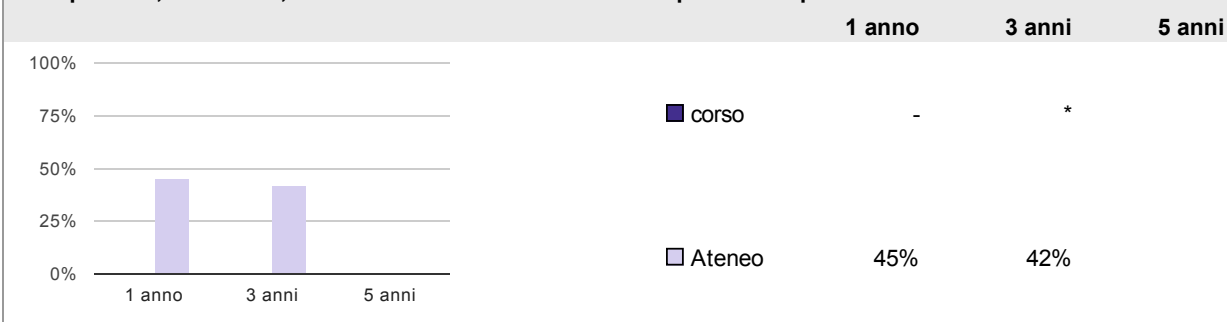 1 anno 3 anni 5 anni
100%
75%
50%
25%
0%
1 anno 3 anni 5 anni
corso - *
Ateneo 45% 42%